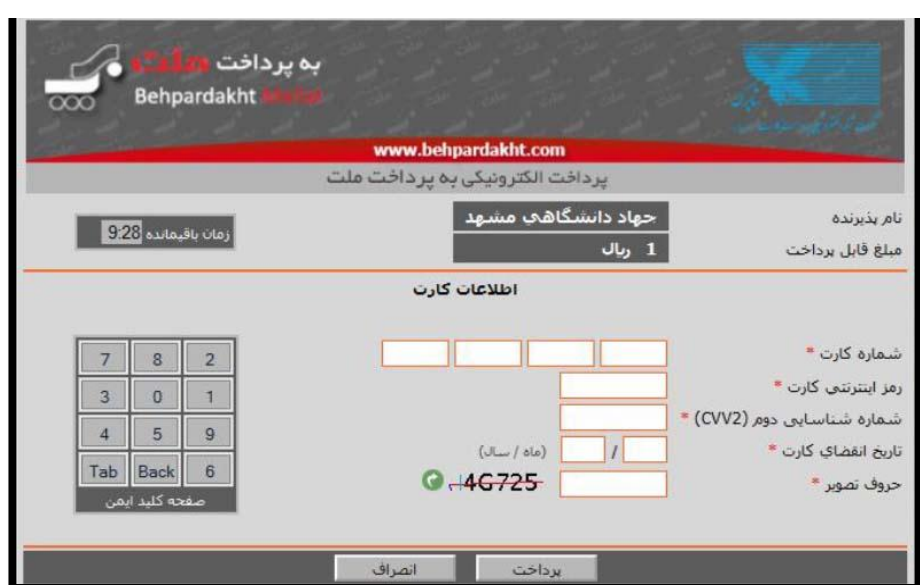 به پرداخت ملت
Behpardakht Mellat
www.behpardakht.com
پرداخت الکترونیکی به پرداخت ملت
نام پذیرنده جهاد دانشگاهي مشهد
مبلغ قابل پرداخت 1 ریال
زمان باقیمانده 9:28
اطلاعات کارت
شماره کارت *
رمز اینترنتی کارت *
شماره شناسایی دوم (CVV2) *
تاریخ انقضاي کارت * / (ماه / سال)
حروف تصویر * 4G725
7 8 2
3 0 1
4 5 9
Tab Back 6
صفحه کلید ایمن
پرداخت انصراف